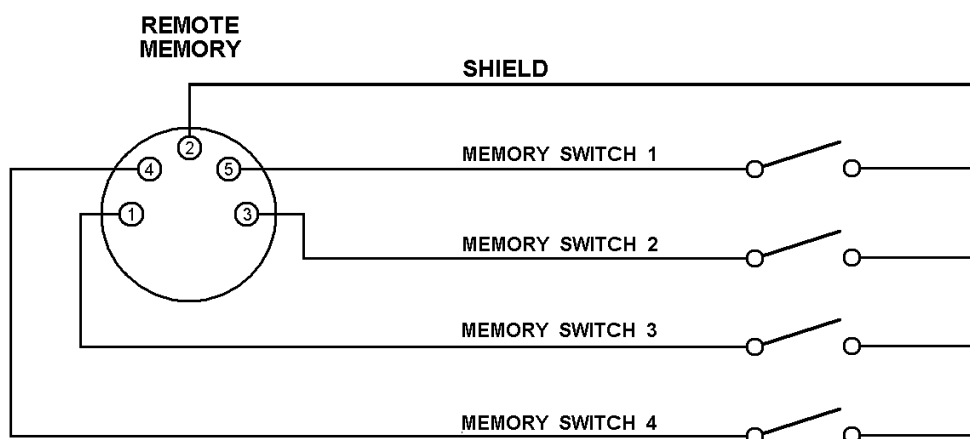 REMOTE
MEMORY
SHIELD
2
4
5
MEMORY SWITCH 1
1
3
MEMORY SWITCH 2
MEMORY SWITCH 3
MEMORY SWITCH 4